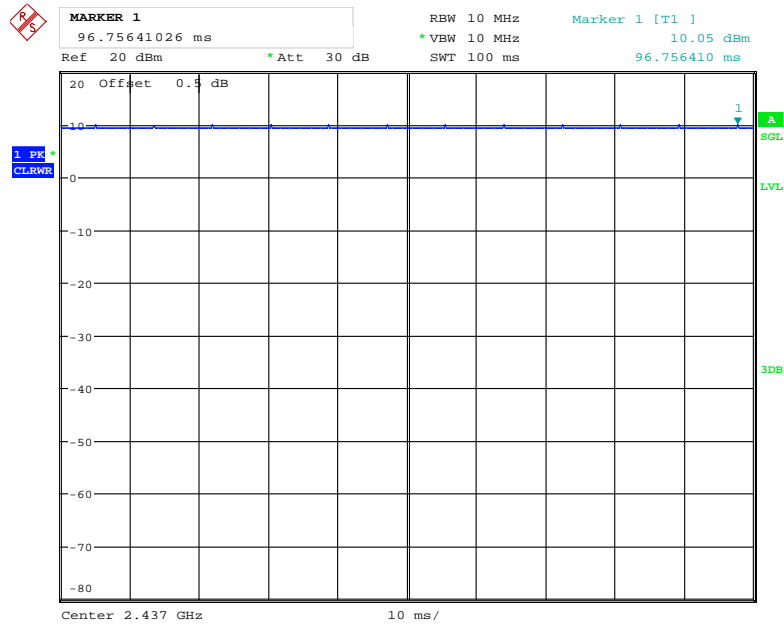 R S
MARKER 1
96.75641026 ms
RBW 10 MHz
* VBW 10 MHz
SWT 100 ms
Marker 1 [T1 ]
10.05 dBm
96.756410 ms
Ref 20 dBm
* Att 30 dB
20 Offset 0.5 dB
1
A
10
SGL
1 PK *
CLRWR
0
LVL
-10
-20
-30
3DB
-40
-50
-60
-70
-80
Center 2.437 GHz
10 ms/